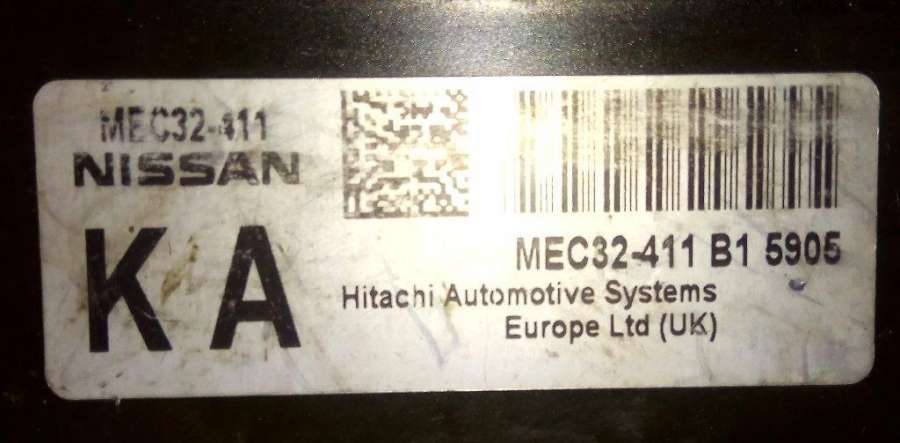 MEC32-411
NISSAN
KA
MEC32-411 B1 5905
Hitachi Automotive Systems
Europe Ltd (UK)